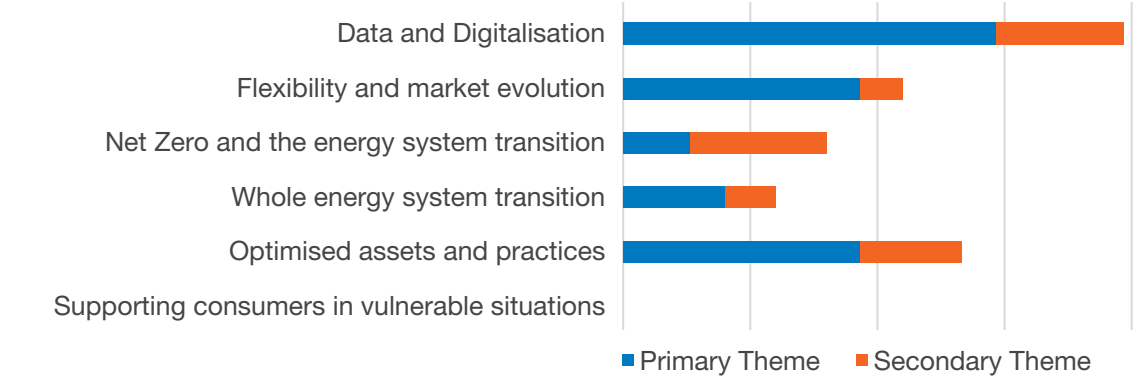 Data and Digitalisation
Flexibility and market evolution
Net Zero and the energy system transition
Whole energy system transition
Optimised assets and practices
Supporting consumers in vulnerable situations
Primary Theme Secondary Theme